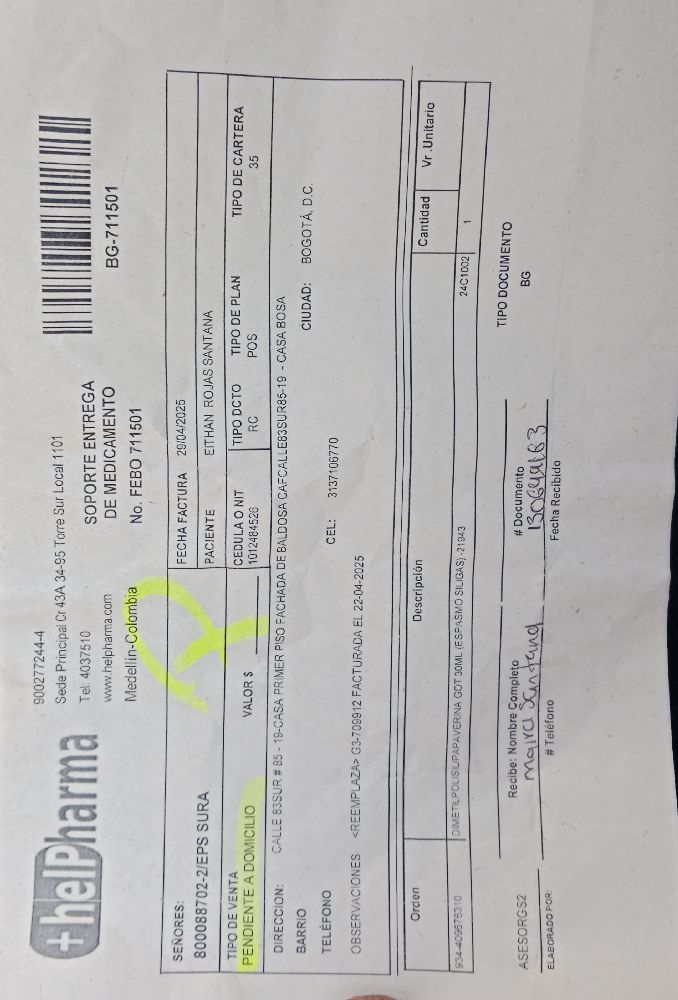 helPharma
900277244-4
Sede Principal Cr 43A 34-95 Torre Sur Local 1101
Tel: 4037510
www.helpharma.com
Medellin-Colombia
SOPORTE ENTREGA
DE MEDICAMENTO
No. FEBO 711501
BG-711501
SEÑORES:
800088702-2/EPS SURA
FECHA FACTURA 29/04/2025
PACIENTE EITHAN ROJAS SANTANA
TIPO DE VENTA
PENDIENTE A DOMICILIO
VALOR $
CEDULA O NIT
1012484526
TIPO DCTO
RC
TIPO DE PLAN
POS
TIPO DE CARTERA
35
DIRECCION: CALLE 83SUR # 85 - 19-CASA PRIMER PISO FACHADA DE BALDOSA CAFCALLE83SUR85-19 - CASA BOSA
BARRIO
CIUDAD: BOGOTÁ, D.C.
TELÉFONO
CEL: 3137106770
OBSERVACIONES <REEMPLAZA> G3-709912 FACTURADA EL 22-04-2025
Orden Descripción Cantidad Vr .Unitario
934-409676310 DIMETILPOLISIL/PAPAVERINA GOT 30ML (ESPASMO SILIGAS) -21943 24C1002 1
Recibe: Nombre Completo
maira Santana
# Documento
TIPO DOCUMENTO
BG
ASESORGS2
ELABORADO POR:
# Teléfono
Fecha Recibido